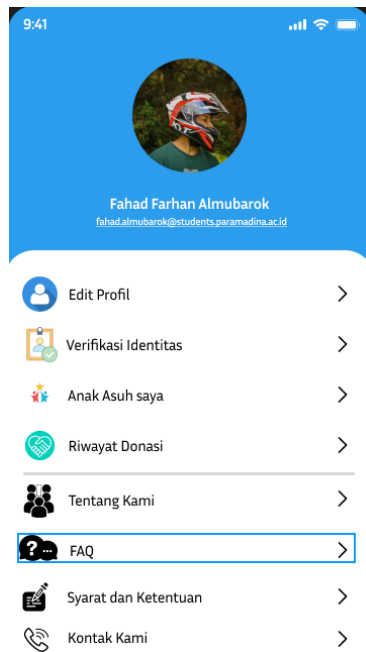 9:41
Fahad Farhan Almubarok
fahad.almubarok@students.paramadina.ac.id
Edit Profil
Verifikasi Identitas
Anak Asuh saya
Riwayat Donasi
Tentang Kami
FAQ
Syarat dan Ketentuan
Kontak Kami